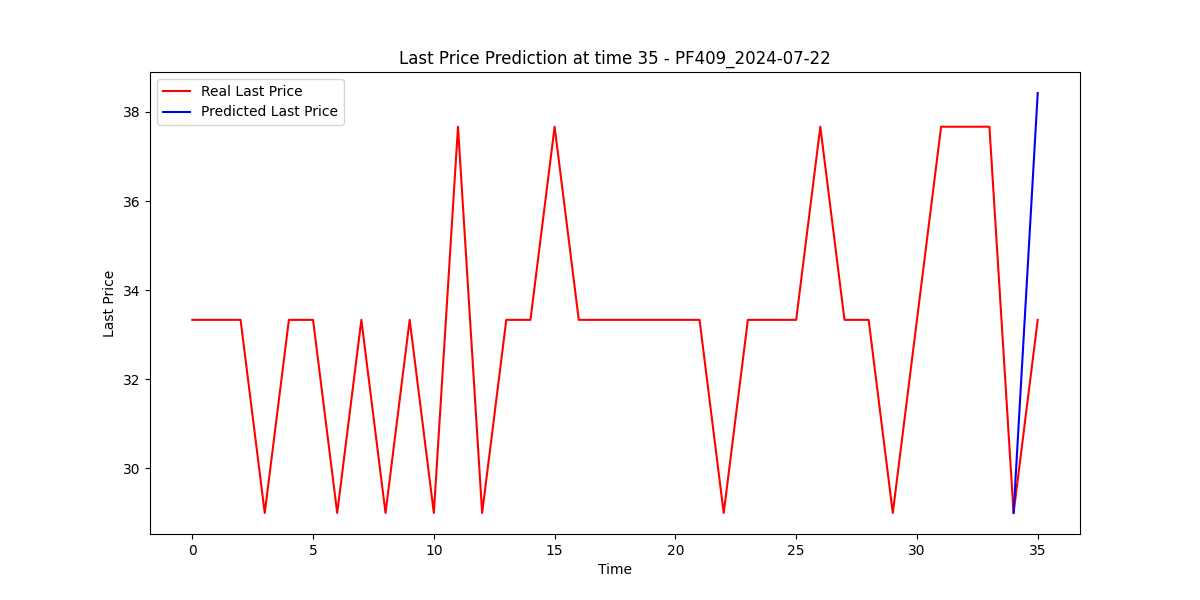 Last Price Prediction at time 35 - PF409_2024-07-22
Real Last Price
Predicted Last Price
Last Price
38
36
34
32
30
0 5 10 15 20 25 30 35
Time